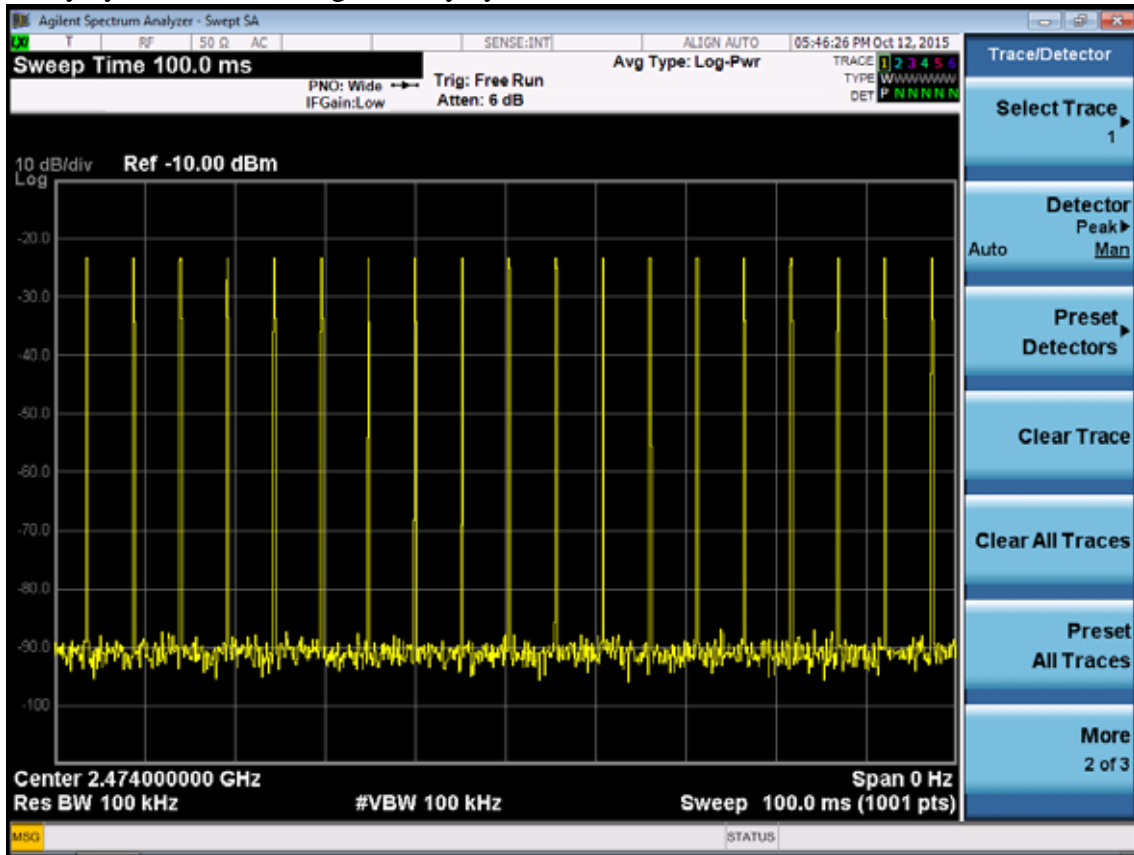 Agilent Spectrum Analyzer - Swept SA
LXI T RF 50 Ω AC SENSE:INT ALIGN AUTO 05:46:26 PM Oct 12, 2015
Sweep Time 100.0 ms
PNO: Wide
IFGain:Low
Trig: Free Run
Atten: 6 dB
Avg Type: Log-Pwr
TRACE 1 2 3 4 5 6
TYPE WWWWWW
DET P N N N N N
10 dB/div Ref -10.00 dBm
Log
-20.0
-30.0
-40.0
-50.0
-60.0
-70.0
-80.0
-90.0
-100
Center 2.474000000 GHz Span 0 Hz
Res BW 100 kHz #VBW 100 kHz Sweep 100.0 ms (1001 pts)
MSG STATUS
Trace/Detector
Select Trace
1
Detector
Peak
Auto Man
Preset
Detectors
Clear Trace
Clear All Traces
Preset
All Traces
More
2 of 3